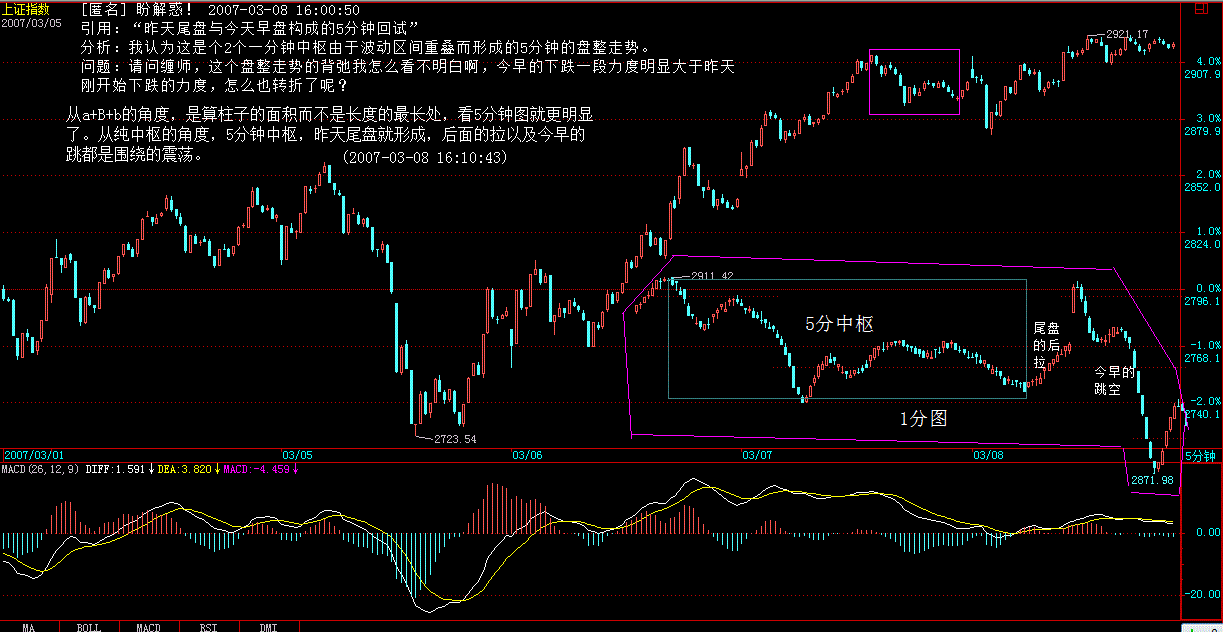 上证指数
2007/03/05
[匿名] 盼解惑! 2007-03-08 16:00:50
引用：“昨天尾盘与今天早盘构成的5分钟回试”
分析：我认为这是个2个一分钟中枢由于波动区间重叠而形成的5分钟的盘整走势。
问题：请问缠师，这个盘整走势的背弛我怎么看不明白啊，今早的下跌一段力度明显大于昨天
刚开始下跌的力度，怎么也转折了呢？
从a+B+b的角度，是算柱子的面积而不是长度的最长处，看5分钟图就更明显
了。从纯中枢的角度，5分钟中枢，昨天尾盘就形成，后面的拉以及今早的
跳都是围绕的震荡。
(2007-03-08 16:10:43)
2921.17
4.0%
2907.9
3.0%
2879.9
2.0%
2852.0
1.0%
2824.0
0.0%
2796.1
-1.0%
2768.1
-2.0%
2740.1
2911.42
5分中枢
尾盘
的后
拉
今早的
跳空
1分图
2723.54
2871.98
2007/03/01
03/05
03/06
03/07
03/08
5分钟
MACD(26,12,9) DIFF:1.591↓DEA:3.820↓MACD:-4.459↓
0.00
-20.00
MA
BOLL
MACD
RSI
DMI